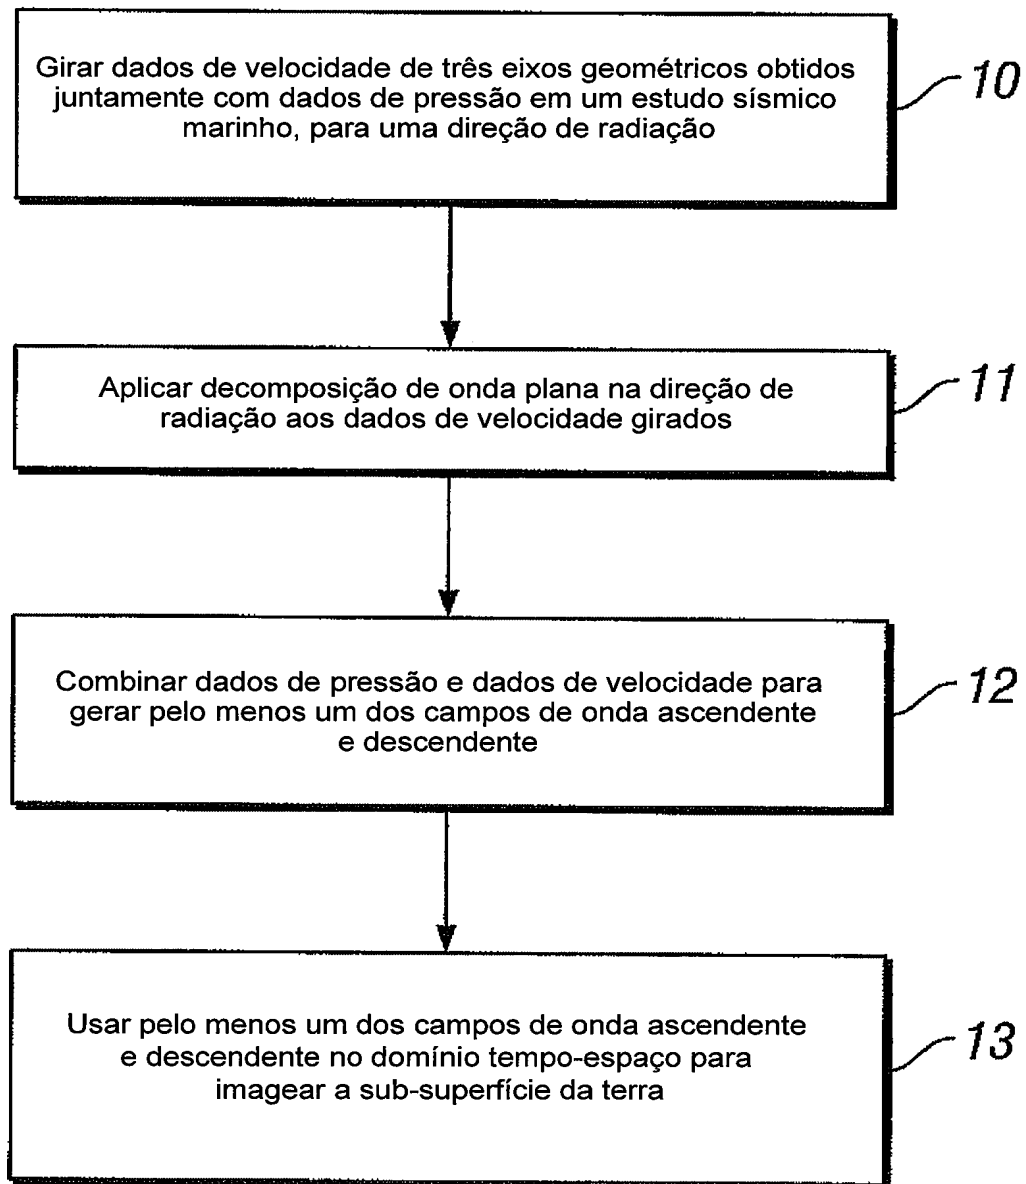 Girar dados de velocidade de três eixos geométricos obtidos
juntamente com dados de pressão em um estudo sísmico
marinho, para uma direção de radiação
10
Aplicar decomposição de onda plana na direção de
radiação aos dados de velocidade girados
11
Combinar dados de pressão e dados de velocidade para
gerar pelo menos um dos campos de onda ascendente
e descendente
12
Usar pelo menos um dos campos de onda ascendente
e descendente no domínio tempo-espaço para
imagear a sub-superfície da terra
13